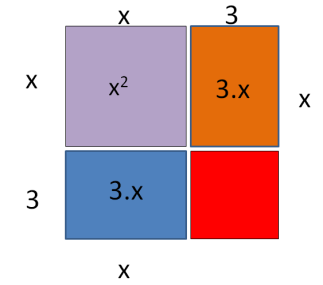 x 3
x x² 3.x x
3 3.x
x